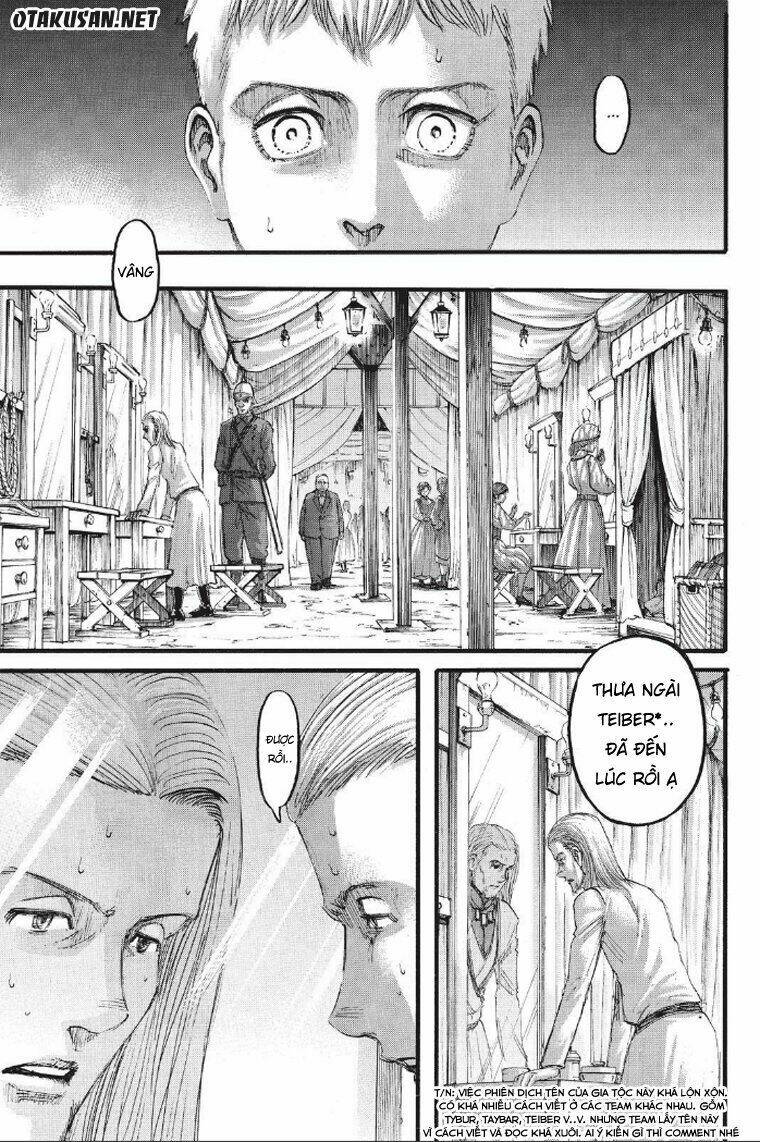 OTAKUSAN.NET
...
VÂNG
THƯA NGÀI
TEIBER*..
ĐÃ ĐẾN
LÚC RỒI Ạ
ĐƯỢC
RỒI..
T/N: VIỆC PHIÊN DỊCH TÊN CỦA GIA TỘC NÀY KHÁ LỘN XỘN.
CÓ KHÁ NHIỀU CÁCH VIẾT Ở CÁC TEAM KHÁC NHAU. GỒM
TYBUR, TAYBAR, TEIBER V..V. NHƯNG TEAM LẤY TÊN NÀY
VÌ CÁCH VIẾT VÀ ĐỌC KHÁ XUÔI. AI Ý KIẾN GÌ THÌ COMMENT NHÉ